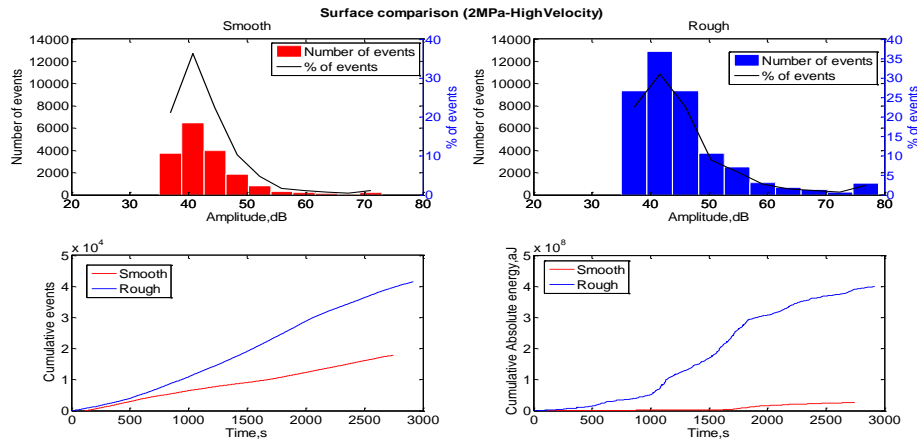 Surface comparison (2MPa-HighVelocity)
Smooth
14000
12000
10000
8000
6000
4000
2000
0
Number of events
40
30
20
10
0
% of events
Number of events
% of events
20 30 40 50 60 70 80
Amplitude,dB
Rough
14000
12000
10000
8000
6000
4000
2000
0
Number of events
40
35
30
25
20
15
10
5
0
% of events
Number of events
% of events
20 30 40 50 60 70 80
Amplitude,dB
x 10^4
5
4
3
2
1
0
Cumulative events
Smooth
Rough
0 500 1000 1500 2000 2500 3000
Time,s
x 10^8
5
4
3
2
1
0
Cumulative Absolute energy,aJ
Smooth
Rough
0 500 1000 1500 2000 2500 3000
Time,s